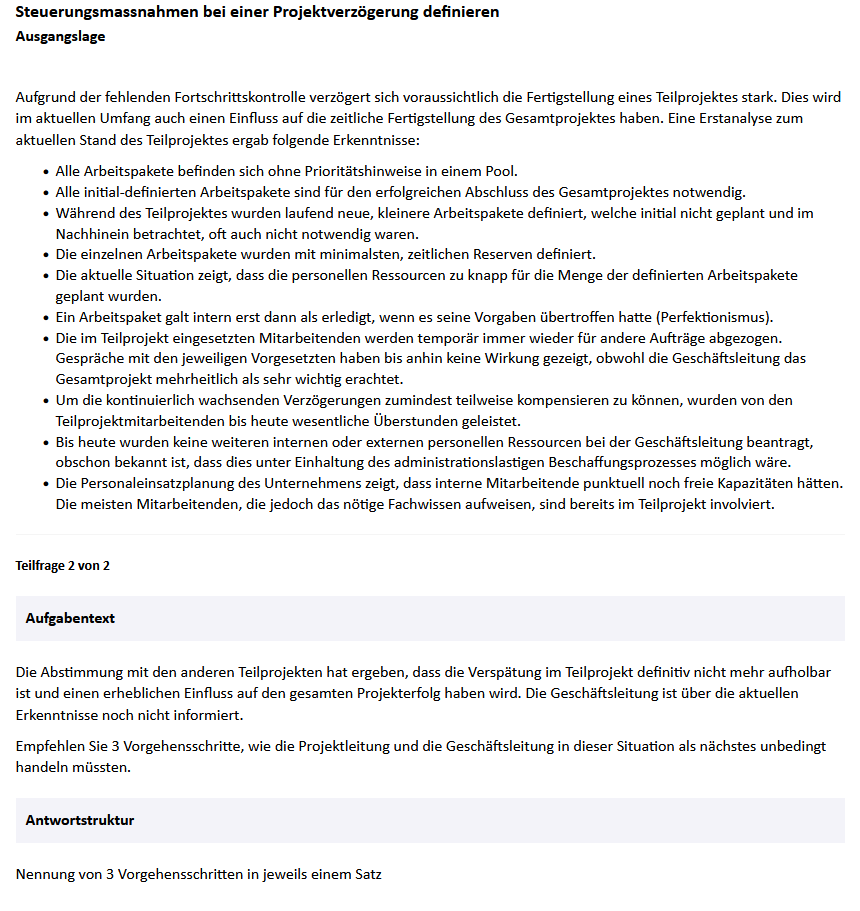 Steuerungsmassnahmen bei einer Projektverzögerung definieren
Ausgangslage
Aufgrund der fehlenden Fortschrittskontrolle verzögert sich voraussichtlich die Fertigstellung eines Teilprojektes stark. Dies wird
im aktuellen Umfang auch einen Einfluss auf die zeitliche Fertigstellung des Gesamtprojektes haben. Eine Erstanalyse zum
aktuellen Stand des Teilprojektes ergab folgende Erkenntnisse:
• Alle Arbeitspakete befinden sich ohne Prioritätshinweise in einem Pool.
• Alle initial-definierten Arbeitspakete sind für den erfolgreichen Abschluss des Gesamtprojektes notwendig.
• Während des Teilprojektes wurden laufend neue, kleinere Arbeitspakete definiert, welche initial nicht geplant und im
Nachhinein betrachtet, oft auch nicht notwendig waren.
• Die einzelnen Arbeitspakete wurden mit minimalsten, zeitlichen Reserven definiert.
• Die aktuelle Situation zeigt, dass die personellen Ressourcen zu knapp für die Menge der definierten Arbeitspakete
geplant wurden.
• Ein Arbeitspaket galt intern erst dann als erledigt, wenn es seine Vorgaben übertroffen hatte (Perfektionismus).
• Die im Teilprojekt eingesetzten Mitarbeitenden werden temporär immer wieder für andere Aufträge abgezogen.
Gespräche mit den jeweiligen Vorgesetzten haben bis anhin keine Wirkung gezeigt, obwohl die Geschäftsleitung das
Gesamtprojekt mehrheitlich als sehr wichtig erachtet.
• Um die kontinuierlich wachsenden Verzögerungen zumindest teilweise kompensieren zu können, wurden von den
Teilprojektmitarbeitenden bis heute wesentliche Überstunden geleistet.
• Bis heute wurden keine weiteren internen oder externen personellen Ressourcen bei der Geschäftsleitung beantragt,
obschon bekannt ist, dass dies unter Einhaltung des administrationslastigen Beschaffungsprozesses möglich wäre.
• Die Personaleinsatzplanung des Unternehmens zeigt, dass interne Mitarbeitende punktuell noch freie Kapazitäten hätten.
Die meisten Mitarbeitenden, die jedoch das nötige Fachwissen aufweisen, sind bereits im Teilprojekt involviert.
Teilfrage 2 von 2
Aufgabentext
Die Abstimmung mit den anderen Teilprojekten hat ergeben, dass die Verspätung im Teilprojekt definitiv nicht mehr aufholbar
ist und einen erheblichen Einfluss auf den gesamten Projekterfolg haben wird. Die Geschäftsleitung ist über die aktuellen
Erkenntnisse noch nicht informiert.
Empfehlen Sie 3 Vorgehensschritte, wie die Projektleitung und die Geschäftsleitung in dieser Situation als nächstes unbedingt
handeln müssten.
Antwortstruktur
Nennung von 3 Vorgehensschritten in jeweils einem Satz